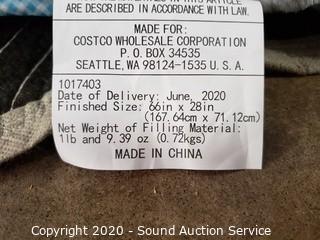 ARE DESCRIBED IN ACCORDANCE WITH LAW.
MADE FOR:
COSTCO WHOLESALE CORPORATION
P. O. BOX 34535
SEATTLE, WA 98124-1535 U. S. A.
1017403
Date of Delivery: June, 2020
Finished Size: 66in x 28in
(167.64cm x 71.12cm)
Net Weight of Filling Material:
1lb and 9.39 oz (0.72kgs)
MADE IN CHINA
Copyright 2020 - Sound Auction Service